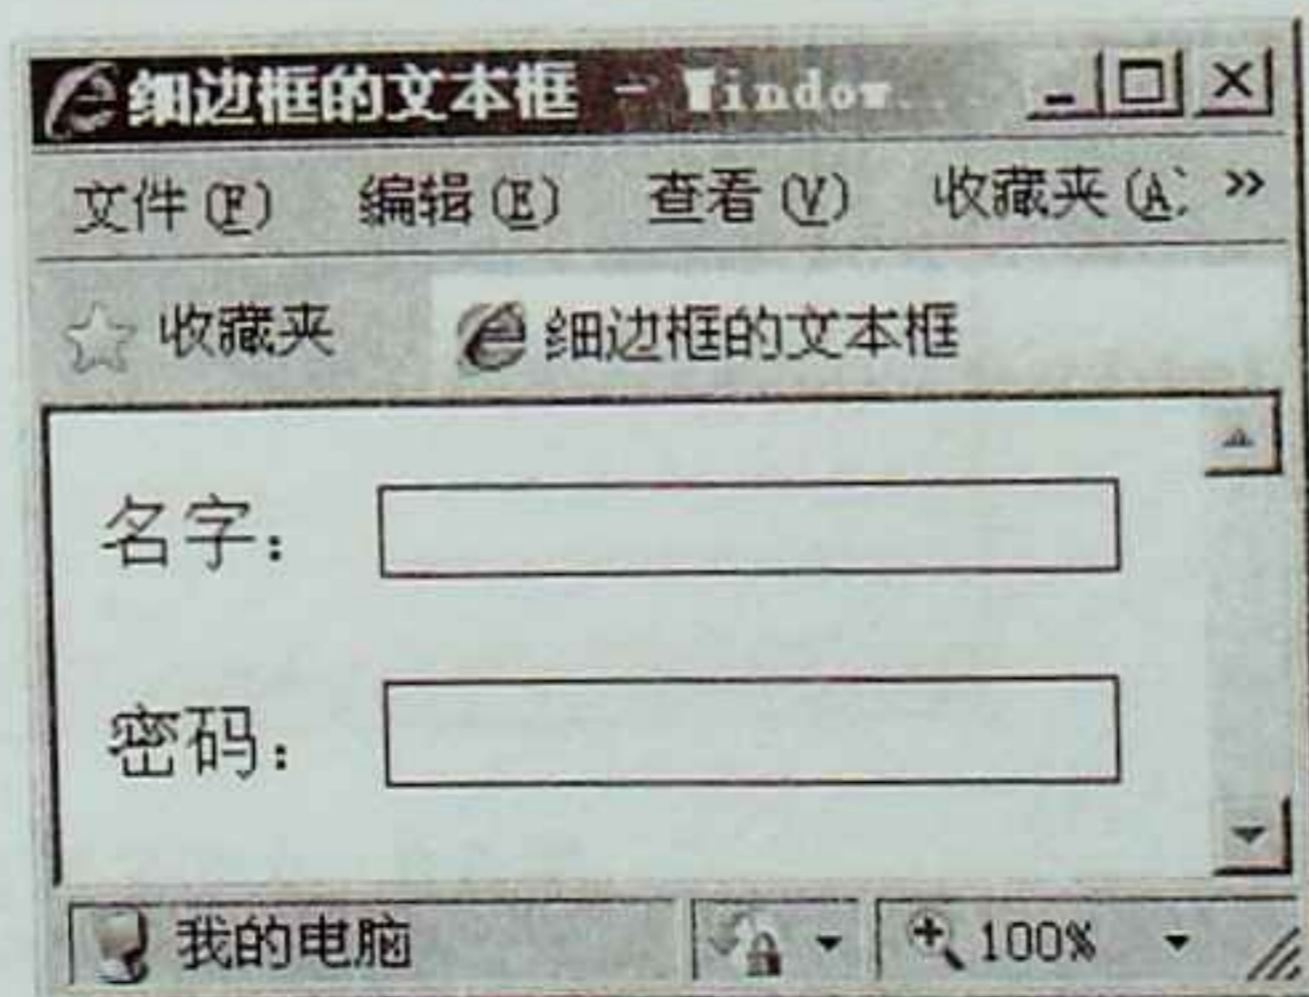 细边框的文本框 - Window...
文件(F) 编辑(E) 查看(V) 收藏夹(A) »
收藏夹 细边框的文本框
名字：
密码：
我的电脑 100%